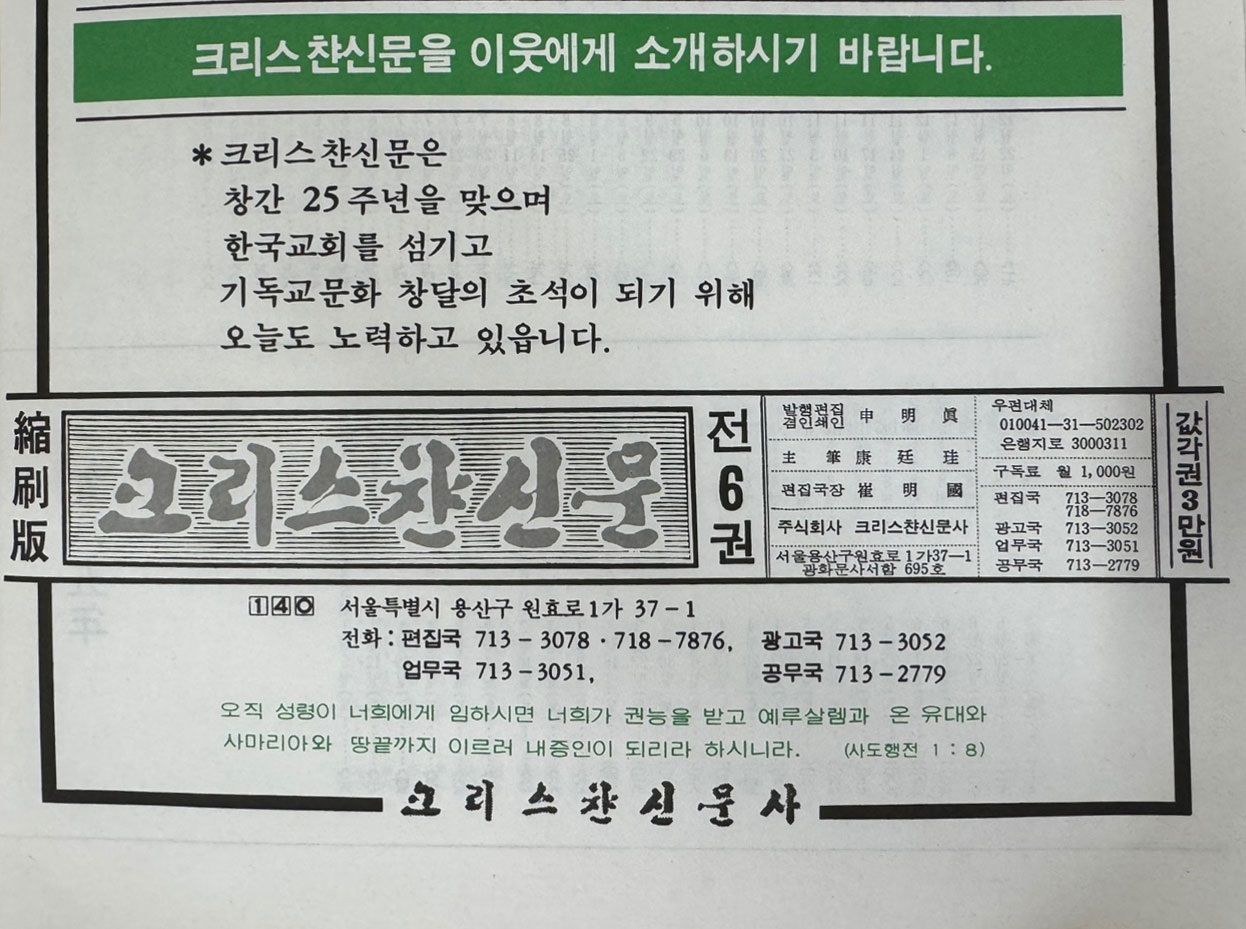 크리스챤신문을 이웃에게 소개하시기 바랍니다.
* 크리스챤신문은
창간 25주년을 맞으며
한국교회를 섬기고
기독교문화 창달의 초석이 되기 위해
오늘도 노력하고 있읍니다.
縮刷版
크리스챤신문
전6권
발행편집
겸인쇄인 申明眞
主筆 康廷珪
편집국장 崔明國
주식회사 크리스챤신문사
서울용산구원효로1가37—1
광화문사서함 695호
우편대체
010041—31—502302
은행지로 3000311
구독료 월 1,000원
편집국 713—3078
718—7876
광고국 713—3052
업무국 713—3051
공무국 713—2779
값각권3만원
140 서울특별시 용산구 원효로1가 37-1
전화: 편집국 713-3078·718-7876, 광고국 713-3052
업무국 713-3051, 공무국 713-2779
오직 성령이 너희에게 임하시면 너희가 권능을 받고 예루살렘과 온 유대와
사마리아와 땅끝까지 이르러 내증인이 되리라 하시니라. (사도행전 1:8)
크리스챤신문사